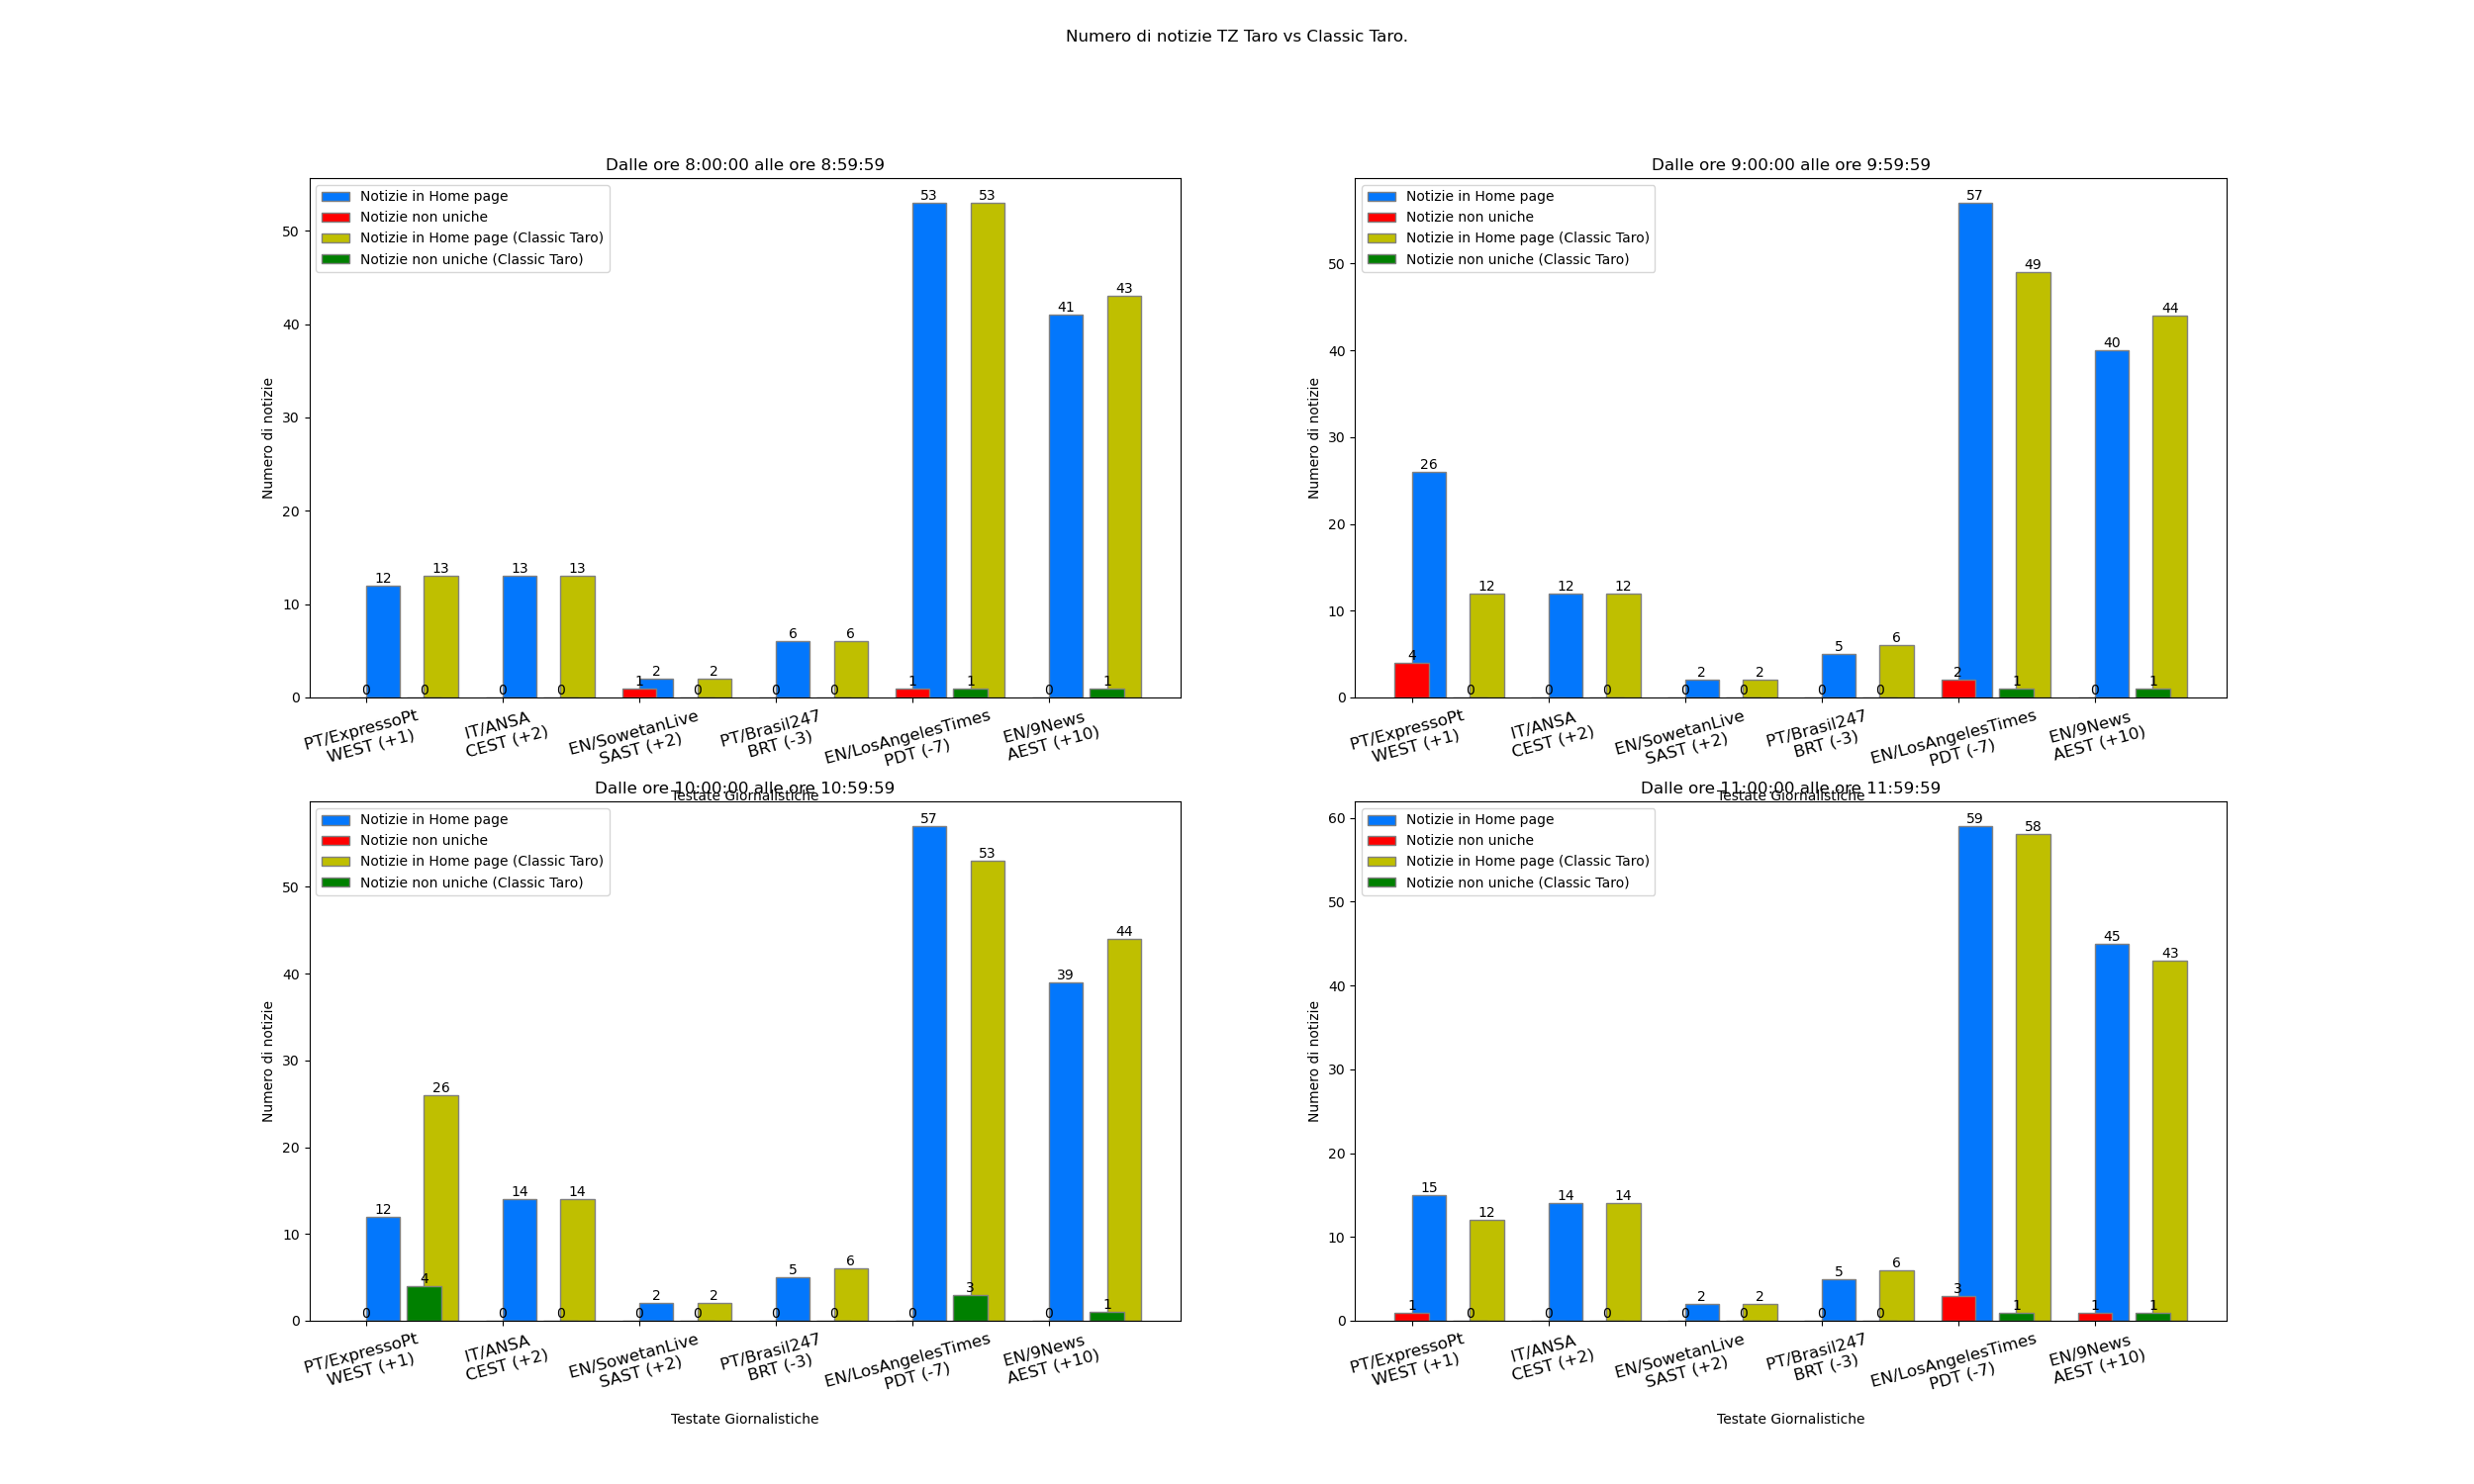 Numero di notizie TZ Taro vs Classic Taro.
Dalle ore 8:00:00 alle ore 8:59:59
Notizie in Home page
Notizie non uniche
Notizie in Home page (Classic Taro)
Notizie non uniche (Classic Taro)
Numero di notizie
50
40
30
20
10
0
53 53
43
41
12 13 13 13
6 6
2 2
0 0 0 0 1 0 0 0 1 1 0 1
PT/ExpressoPt
WEST (+1)
IT/ANSA
CEST (+2)
EN/SowetanLive
SAST (+2)
PT/Brasil247
BRT (-3)
EN/LosAngelesTimes
PDT (-7)
EN/9News
AEST (+10)
Testate Giornalistiche
Dalle ore 9:00:00 alle ore 9:59:59
Notizie in Home page
Notizie non uniche
Notizie in Home page (Classic Taro)
Notizie non uniche (Classic Taro)
Numero di notizie
50
40
30
20
10
0
57
49
44
40
26
12 12 12
5 6
2 2
4 0 0 0 0 0 0 0 2 1 0 1
PT/ExpressoPt
WEST (+1)
IT/ANSA
CEST (+2)
EN/SowetanLive
SAST (+2)
PT/Brasil247
BRT (-3)
EN/LosAngelesTimes
PDT (-7)
EN/9News
AEST (+10)
Testate Giornalistiche
Dalle ore 10:00:00 alle ore 10:59:59
Notizie in Home page
Notizie non uniche
Notizie in Home page (Classic Taro)
Notizie non uniche (Classic Taro)
Numero di notizie
50
40
30
20
10
0
57
53
44
39
26
12 14 14
5 6
2 2
0 4 0 0 0 0 0 0 0 3 0 1
PT/ExpressoPt
WEST (+1)
IT/ANSA
CEST (+2)
EN/SowetanLive
SAST (+2)
PT/Brasil247
BRT (-3)
EN/LosAngelesTimes
PDT (-7)
EN/9News
AEST (+10)
Testate Giornalistiche
Dalle ore 11:00:00 alle ore 11:59:59
Notizie in Home page
Notizie non uniche
Notizie in Home page (Classic Taro)
Notizie non uniche (Classic Taro)
Numero di notizie
60
50
40
30
20
10
0
59 58
45 43
15 12 14 14
5 6
2 2
1 0 0 0 0 0 0 0 3 1 1 1
PT/ExpressoPt
WEST (+1)
IT/ANSA
CEST (+2)
EN/SowetanLive
SAST (+2)
PT/Brasil247
BRT (-3)
EN/LosAngelesTimes
PDT (-7)
EN/9News
AEST (+10)
Testate Giornalistiche